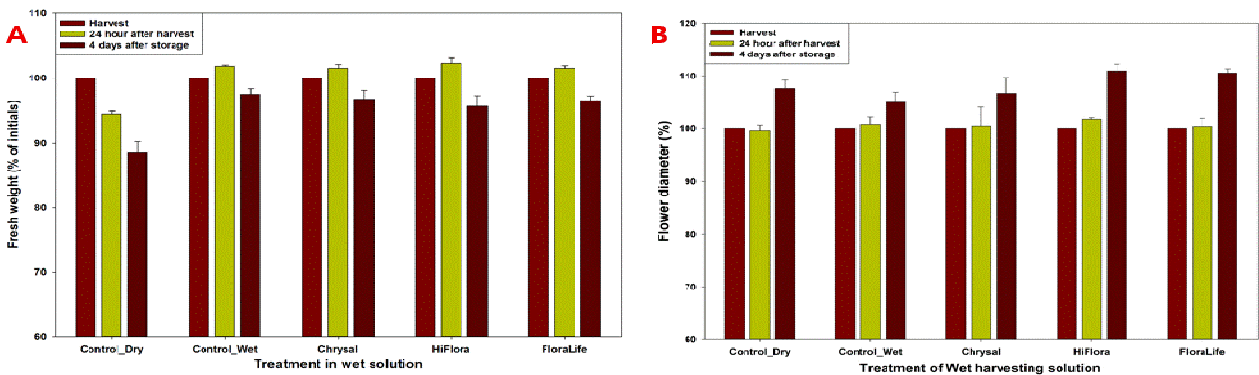 A
Harvest
24 hour after harvest
4 days after storage
Fresh weight (% of initials)
110
100
90
80
70
60
Control_Dry Control_Wet Chrysal HiFlora FloraLife
Treatment in wet solution
B
Harvest
24 hour after harvest
4 days after storage
Flower diameter (%)
120
110
100
90
80
60
Control_Dry Control_Wet Chrysal HiFlora FloraLife
Treatment of Wet harvesting solution